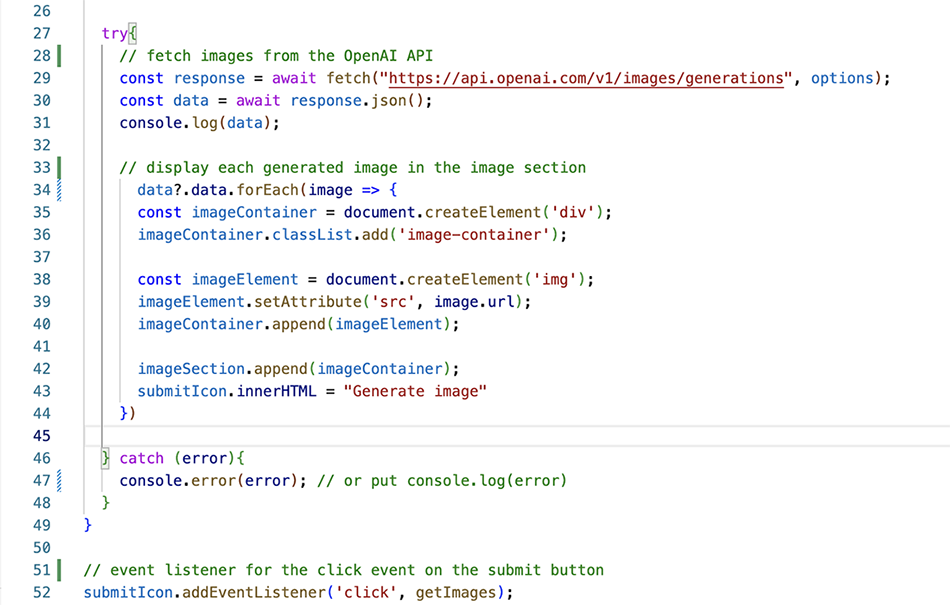 26
27 try{
28 // fetch images from the OpenAI API
29 const response = await fetch("https://api.openai.com/v1/images/generations", options);
30 const data = await response.json();
31 console.log(data);
32
33 // display each generated image in the image section
34 data?.data.forEach(image => {
35 const imageContainer = document.createElement('div');
36 imageContainer.classList.add('image-container');
37
38 const imageElement = document.createElement('img');
39 imageElement.setAttribute('src', image.url);
40 imageContainer.append(imageElement);
41
42 imageSection.append(imageContainer);
43 submitIcon.innerHTML = "Generate image"
44 })
45
46 } catch (error){
47 console.error(error); // or put console.log(error)
48 }
49 }
50
51 // event listener for the click event on the submit button
52 submitIcon.addEventListener('click', getImages);